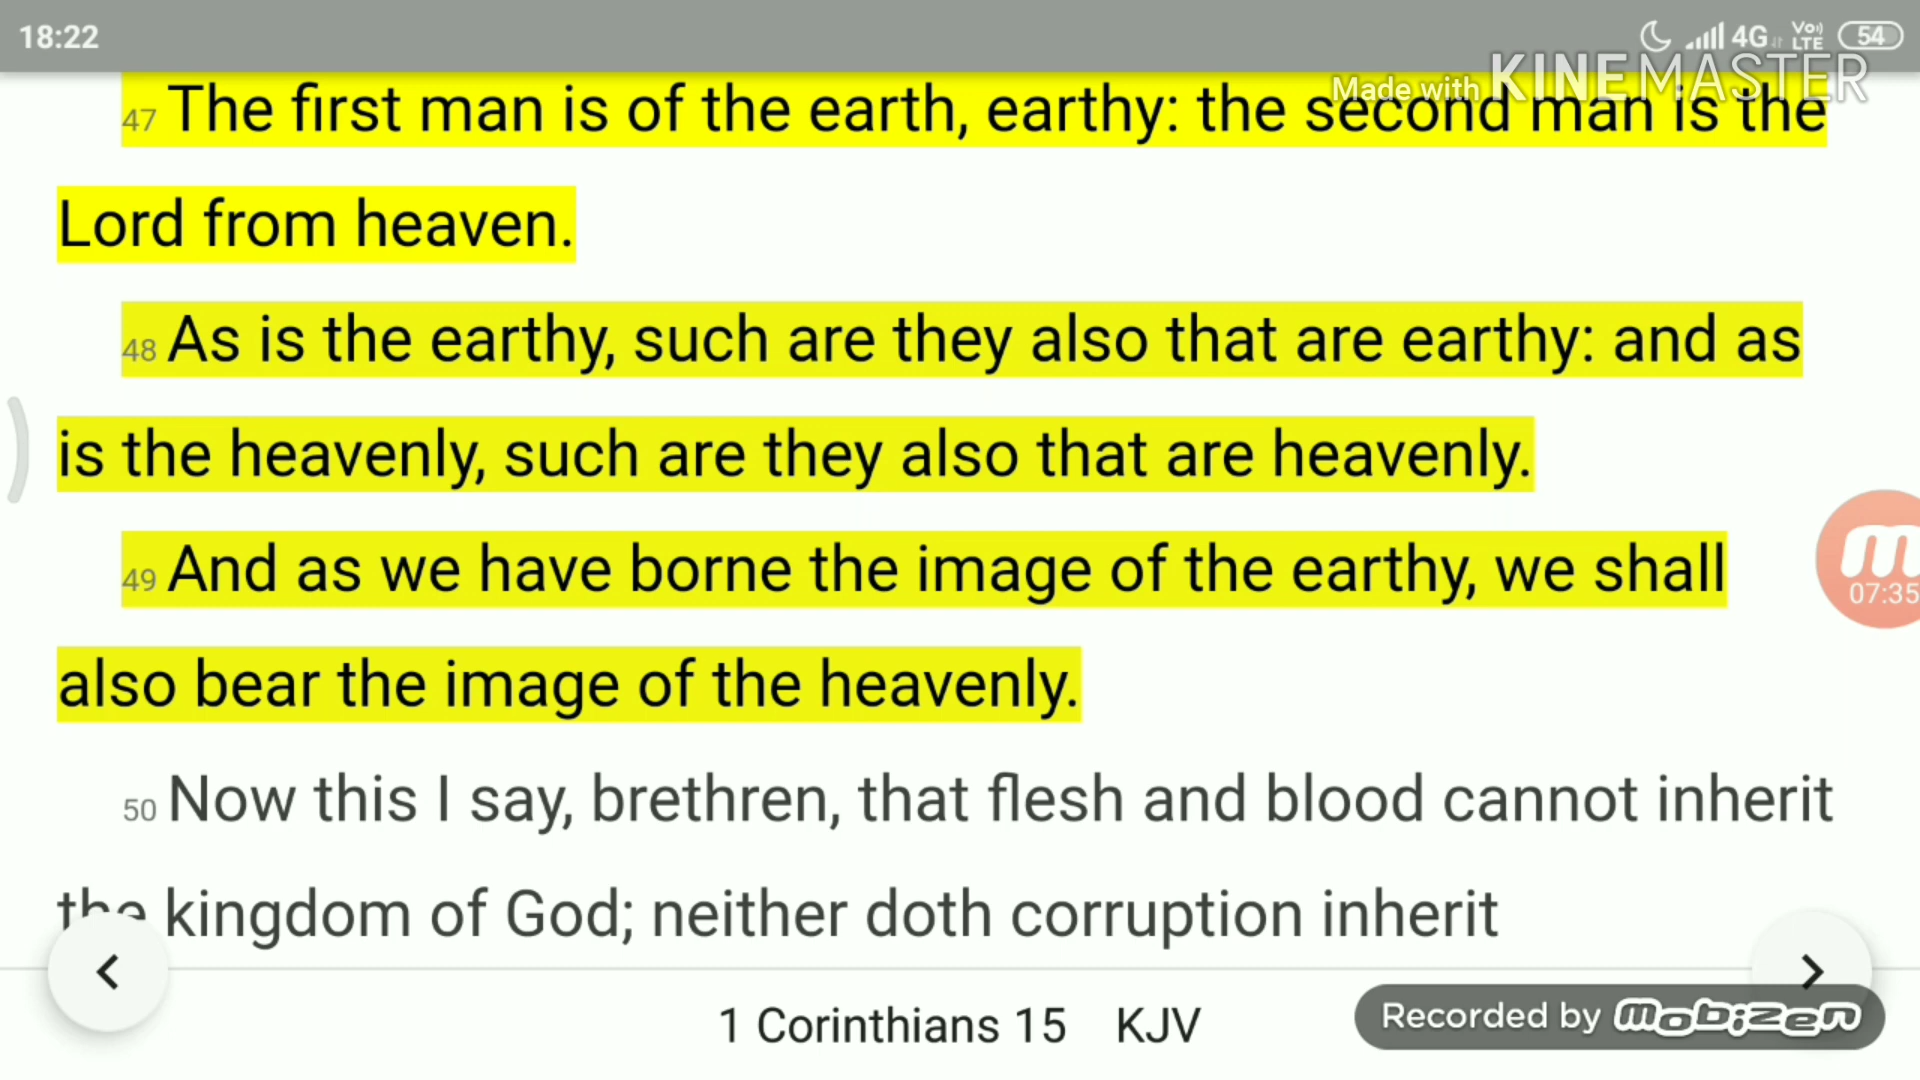 18:22
4G Vo)) LTE 54
Made with KINEMASTER
47 The first man is of the earth, earthy: the second man is the
Lord from heaven.
48 As is the earthy, such are they also that are earthy: and as
is the heavenly, such are they also that are heavenly.
49 And as we have borne the image of the earthy, we shall
07:35
also bear the image of the heavenly.
50 Now this I say, brethren, that flesh and blood cannot inherit
the kingdom of God; neither doth corruption inherit
1 Corinthians 15 KJV
Recorded by mobizen